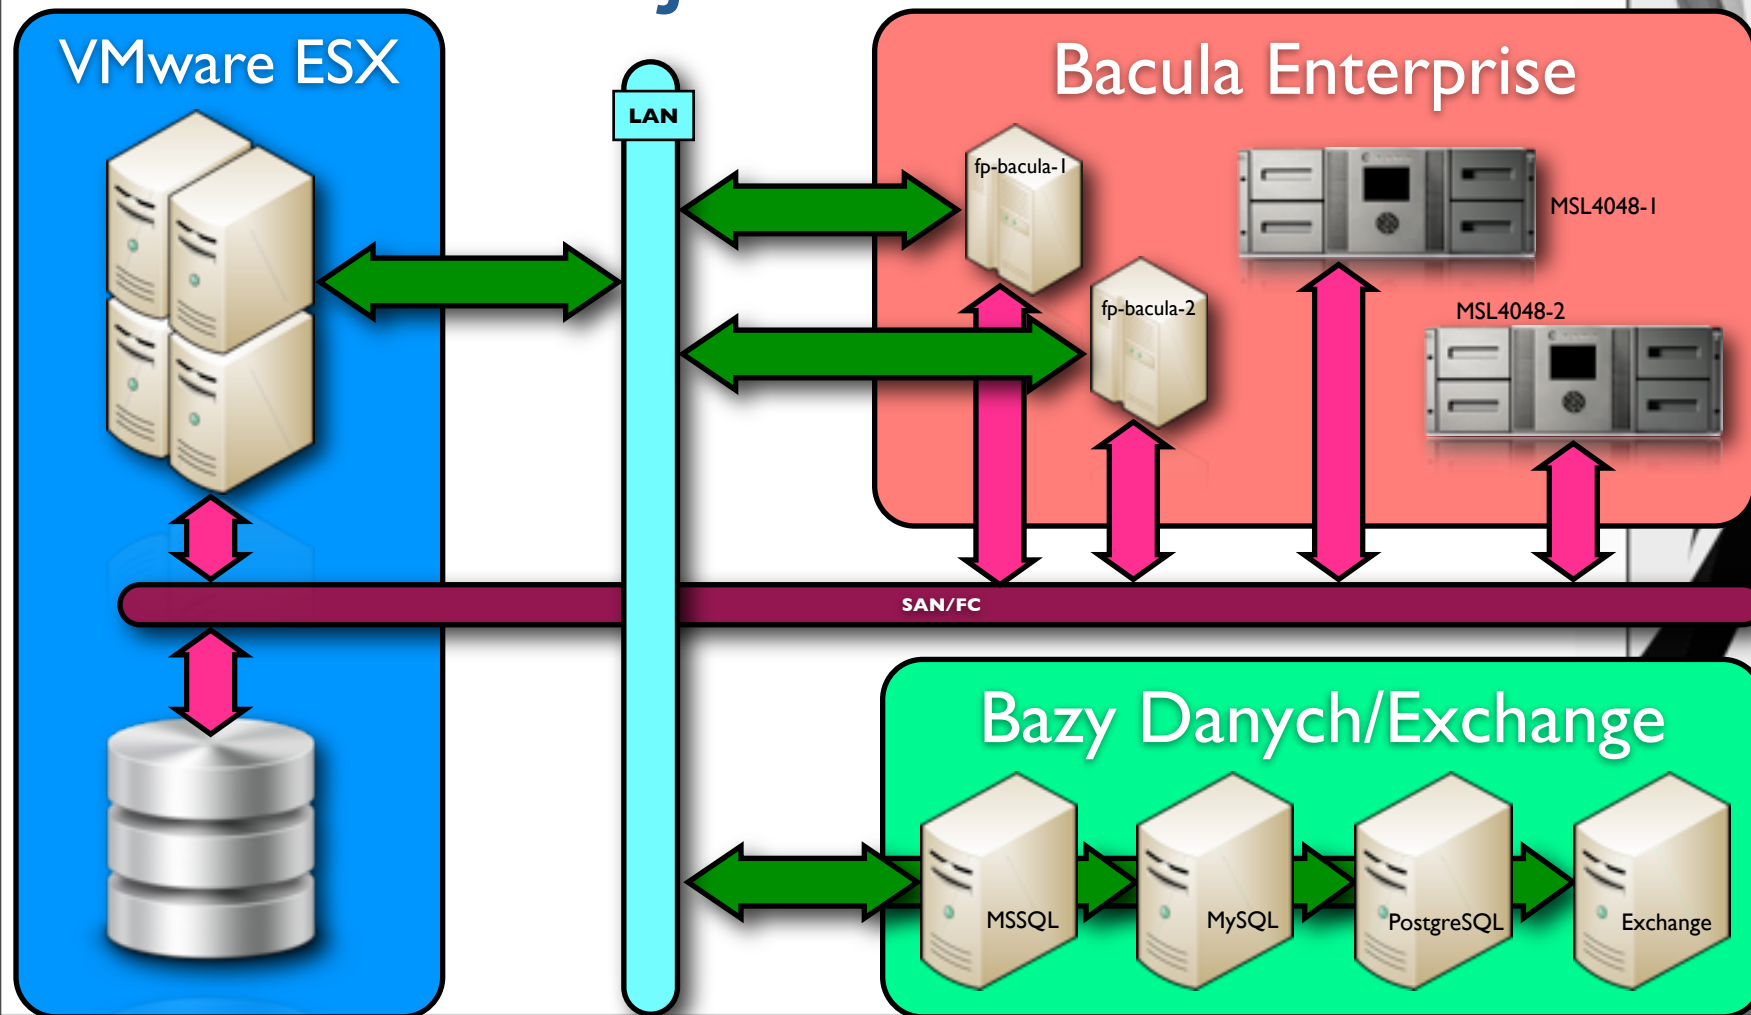 VMware ESX
LAN
Bacula Enterprise
fp-bacula-1
MSL4048-1
fp-bacula-2
MSL4048-2
SAN/FC
Bazy Danych/Exchange
MSSQL
MySQL
PostgreSQL
Exchange